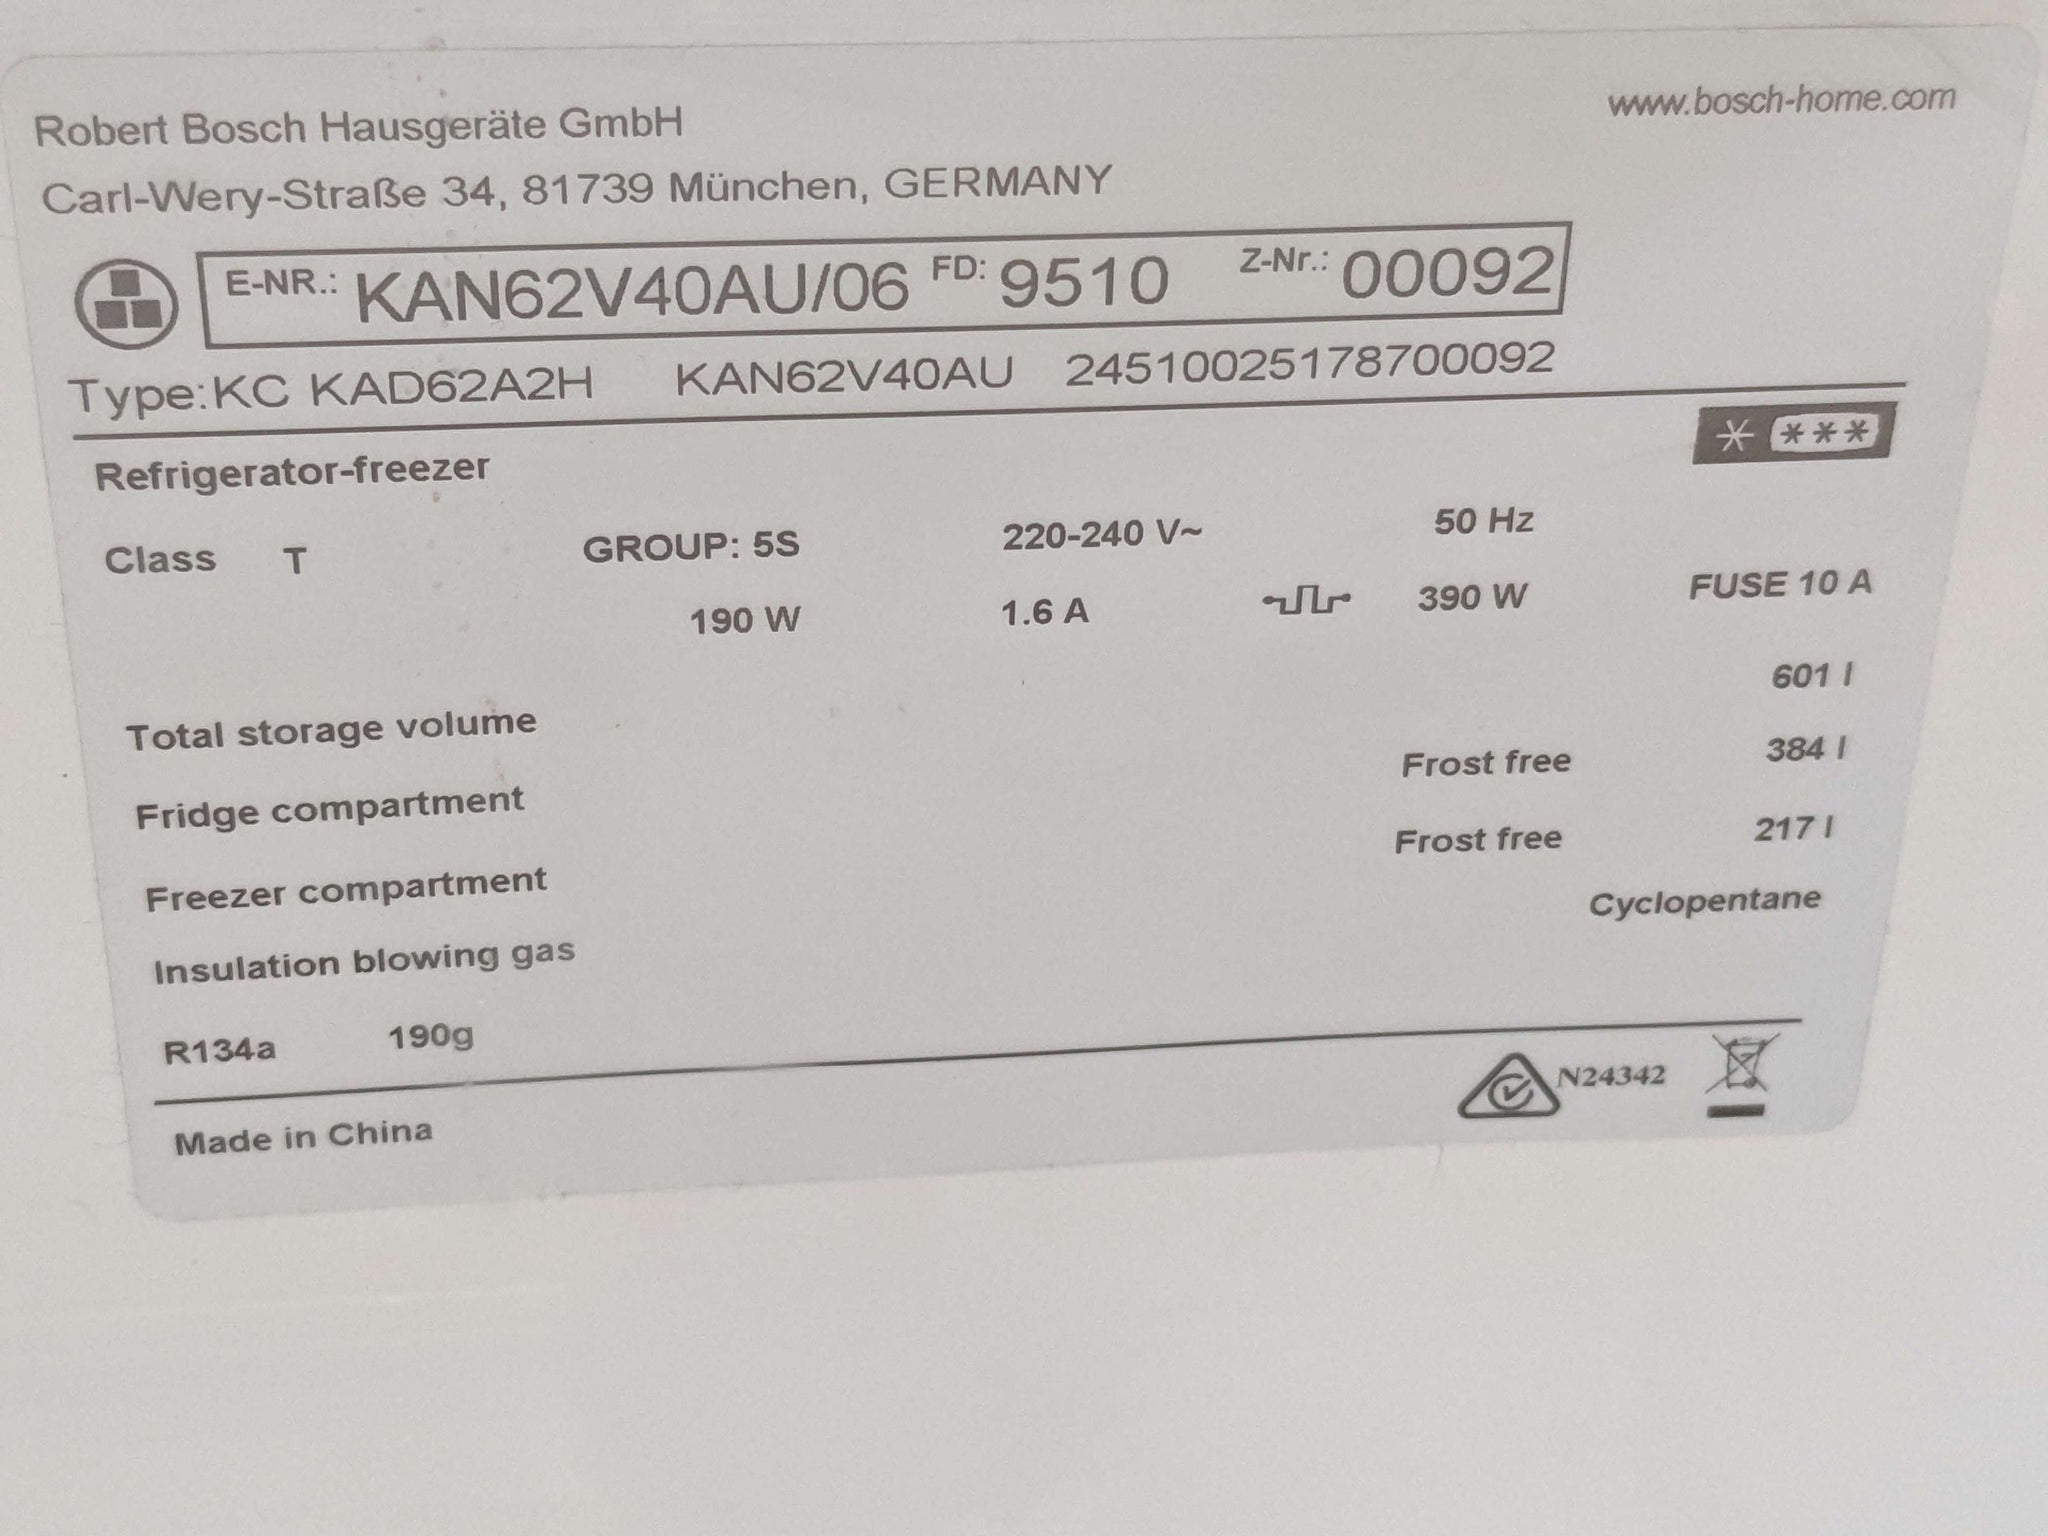 Robert Bosch Hausgeräte GmbH
www.bosch-home.com
Carl-Wery-Straße 34, 81739 München, GERMANY
E-NR.: KAN62V40AU/06 FD: 9510 Z-Nr.: 00092
Type:KC KAD62A2H KAN62V40AU 24510025178700092
* ***
Refrigerator-freezer
Class T GROUP: 5S 220-240 V~ 50 Hz
190 W 1.6 A 390 W FUSE 10 A
Total storage volume 601 l
Fridge compartment Frost free 384 l
Freezer compartment Frost free 217 l
Insulation blowing gas Cyclopentane
R134a 190g
Made in China
N24342